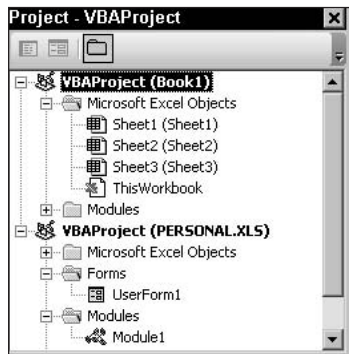 Project - VBAProject
VBAProject (Book1)
Microsoft Excel Objects
Sheet1 (Sheet1)
Sheet2 (Sheet2)
Sheet3 (Sheet3)
ThisWorkbook
Modules
VBAProject (PERSONAL.XLS)
Microsoft Excel Objects
Forms
UserForm1
Modules
Module1